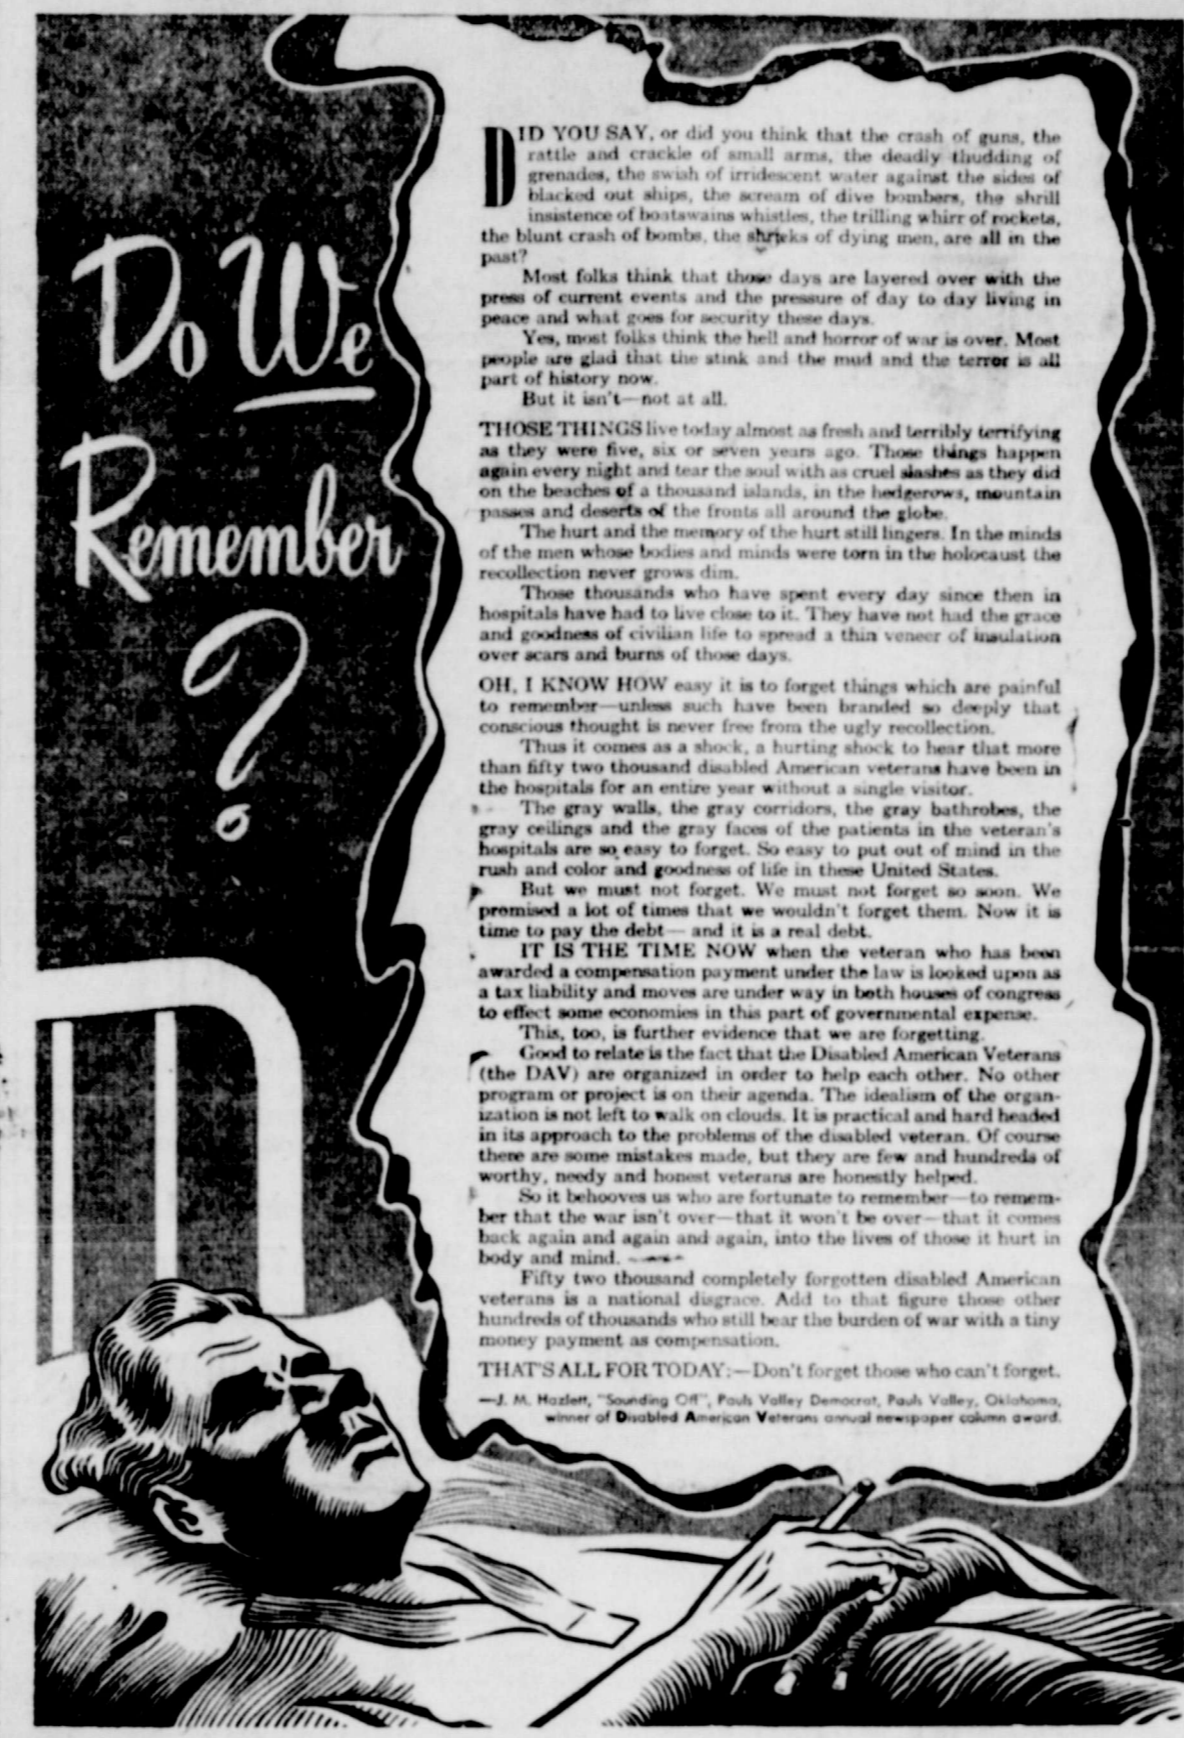 Do We
Remember
?
DID YOU SAY, or did you think that the crash of guns, the
rattle and crackle of small arms, the deadly thudding of
grenades, the swish of irridescent water against the sides of
blacked out ships, the scream of dive bombers, the shrill
insistence of boatswains whistles, the trilling whirr of rockets,
the blunt crash of bombs, the shrieks of dying men, are all in the
past?
Most folks think that those days are layered over with the
press of current events and the pressure of day to day living in
peace and what goes for security these days.
Yes, most folks think the hell and horror of war is over. Most
people are glad that the stink and the mud and the terror is all
part of history now.
But it isn't—not at all.
THOSE THINGS live today almost as fresh and terribly terrifying
as they were five, six or seven years ago. Those things happen
again every night and tear the soul with as cruel slashes as they did
on the beaches of a thousand islands, in the hedgerows, mountain
passes and deserts of the fronts all around the globe.
The hurt and the memory of the hurt still lingers. In the minds
of the men whose bodies and minds were torn in the holocaust the
recollection never grows dim.
Those thousands who have spent every day since then in
hospitals have had to live close to it. They have not had the grace
and goodness of civilian life to spread a thin veneer of insulation
over scars and burns of those days.
OH, I KNOW HOW easy it is to forget things which are painful
to remember—unless such have been branded so deeply that
conscious thought is never free from the ugly recollection.
Thus it comes as a shock, a hurting shock to hear that more
than fifty two thousand disabled American veterans have been in
the hospitals for an entire year without a single visitor.
The gray walls, the gray corridors, the gray bathrobes, the
gray ceilings and the gray faces of the patients in the veteran's
hospitals are so easy to forget. So easy to put out of mind in the
rush and color and goodness of life in these United States.
But we must not forget. We must not forget so soon. We
promised a lot of times that we wouldn't forget them. Now it is
time to pay the debt—and it is a real debt.
IT IS THE TIME NOW when the veteran who has been
awarded a compensation payment under the law is looked upon as
a tax liability and moves are under way in both houses of congress
to effect some economies in this part of governmental expense.
This, too, is further evidence that we are forgetting.
Good to relate is the fact that the Disabled American Veterans
(the DAV) are organized in order to help each other. No other
program or project is on their agenda. The idealism of the organ-
ization is not left to walk on clouds. It is practical and hard headed
in its approach to the problems of the disabled veteran. Of course
there are some mistakes made, but they are few and hundreds of
worthy, needy and honest veterans are honestly helped.
So it behooves us who are fortunate to remember—to remem-
ber that the war isn't over—that it won't be over—that it comes
back again and again and again, into the lives of those it hurt in
body and mind.
Fifty two thousand completely forgotten disabled American
veterans is a national disgrace. Add to that figure those other
hundreds of thousands who still bear the burden of war with a tiny
money payment as compensation.
THAT'S ALL FOR TODAY:—Don't forget those who can't forget.
—J. M. Hazlett, "Sounding Off", Pauls Valley Democrat, Pauls Valley, Oklahoma,
winner of Disabled American Veterans annual newspaper column award.